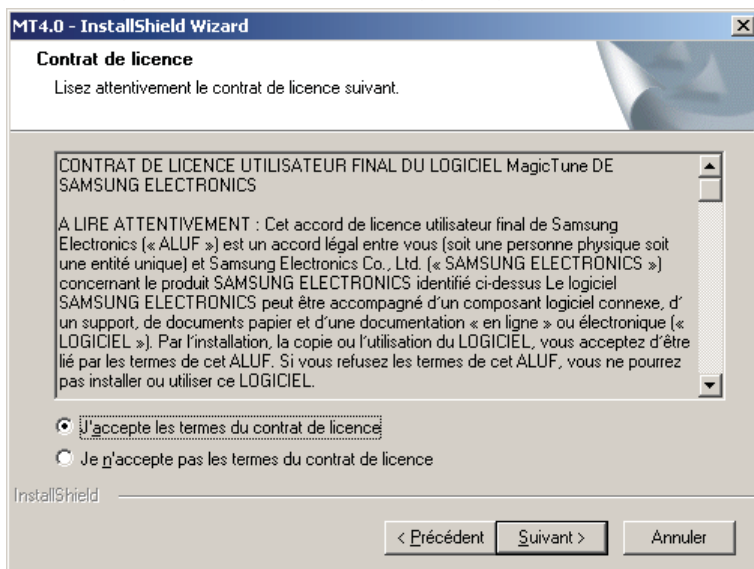 MT4.0 - InstallShield Wizard
Contrat de licence
Lisez attentivement le contrat de licence suivant.
CONTRAT DE LICENCE UTILISATEUR FINAL DU LOGICIEL MagicTune DE
SAMSUNG ELECTRONICS
A LIRE ATTENTIVEMENT : Cet accord de licence utilisateur final de Samsung
Electronics (« ALUF ») est un accord légal entre vous (soit une personne physique soit
une entité unique) et Samsung Electronics Co., Ltd. (« SAMSUNG ELECTRONICS »)
concernant le produit SAMSUNG ELECTRONICS identifié ci-dessus Le logiciel
SAMSUNG ELECTRONICS peut être accompagné d'un composant logiciel connexe, d'
un support, de documents papier et d'une documentation « en ligne » ou électronique («
LOGICIEL »). Par l'installation, la copie ou l'utilisation du LOGICIEL, vous acceptez d'être
lié par les termes de cet ALUF. Si vous refusez les termes de cet ALUF, vous ne pourrez
pas installer ou utiliser ce LOGICIEL.
J'accepte les termes du contrat de licence
Je n'accepte pas les termes du contrat de licence
InstallShield
< Précédent
Suivant >
Annuler